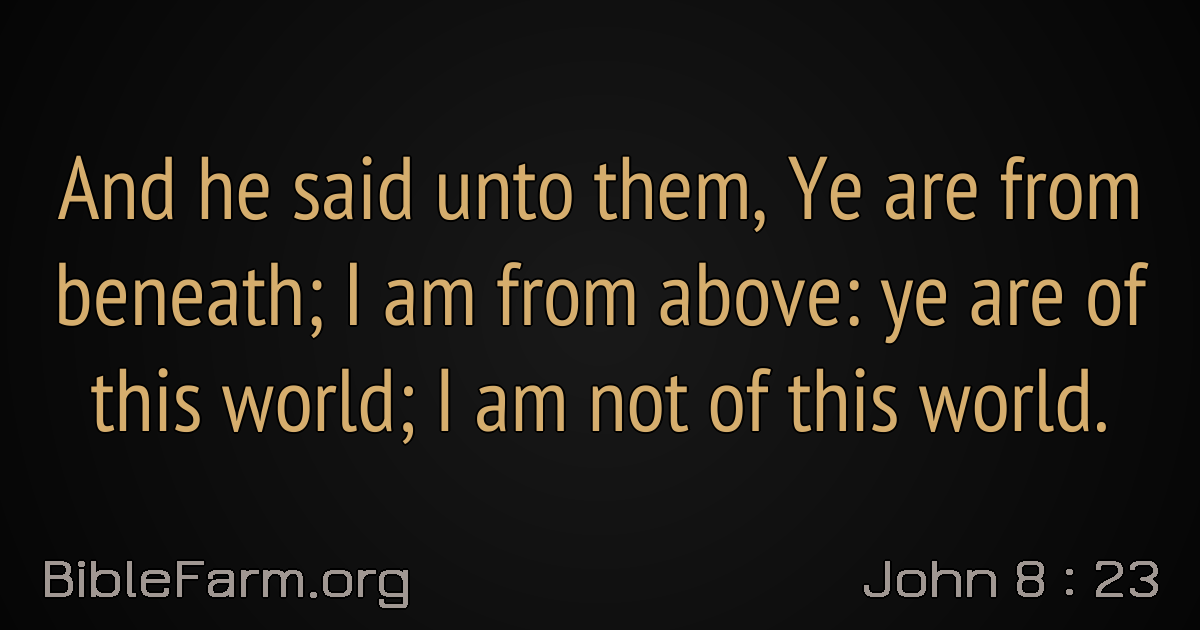 And he said unto them, Ye are from
beneath; I am from above: ye are of
this world; I am not of this world.
BibleFarm.org
John 8 : 23